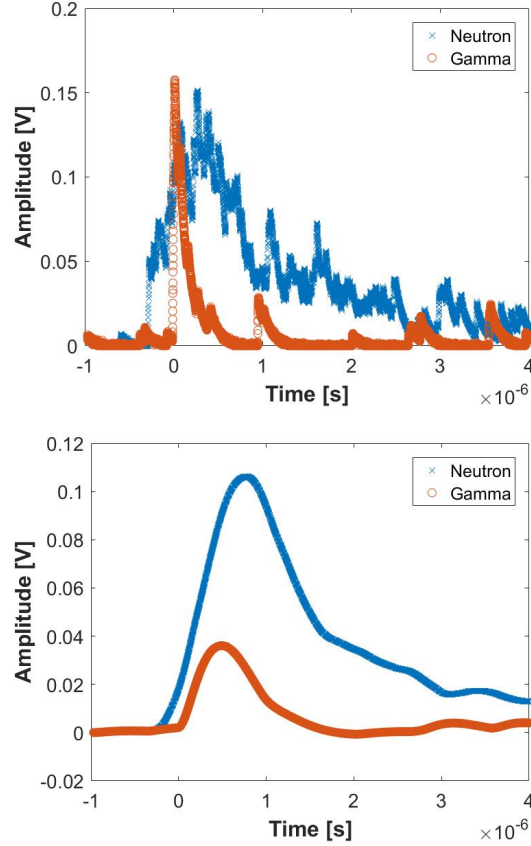 0.2
Neutron
Gamma
0.15
0.1
0.05
0
-1 0 1 2 3 4
Amplitude [V]
Time [s]
×10⁻⁶
0.12
Neutron
Gamma
0.1
0.08
0.06
0.04
0.02
0
-0.02
-1 0 1 2 3 4
Amplitude [V]
Time [s]
×10⁻⁶